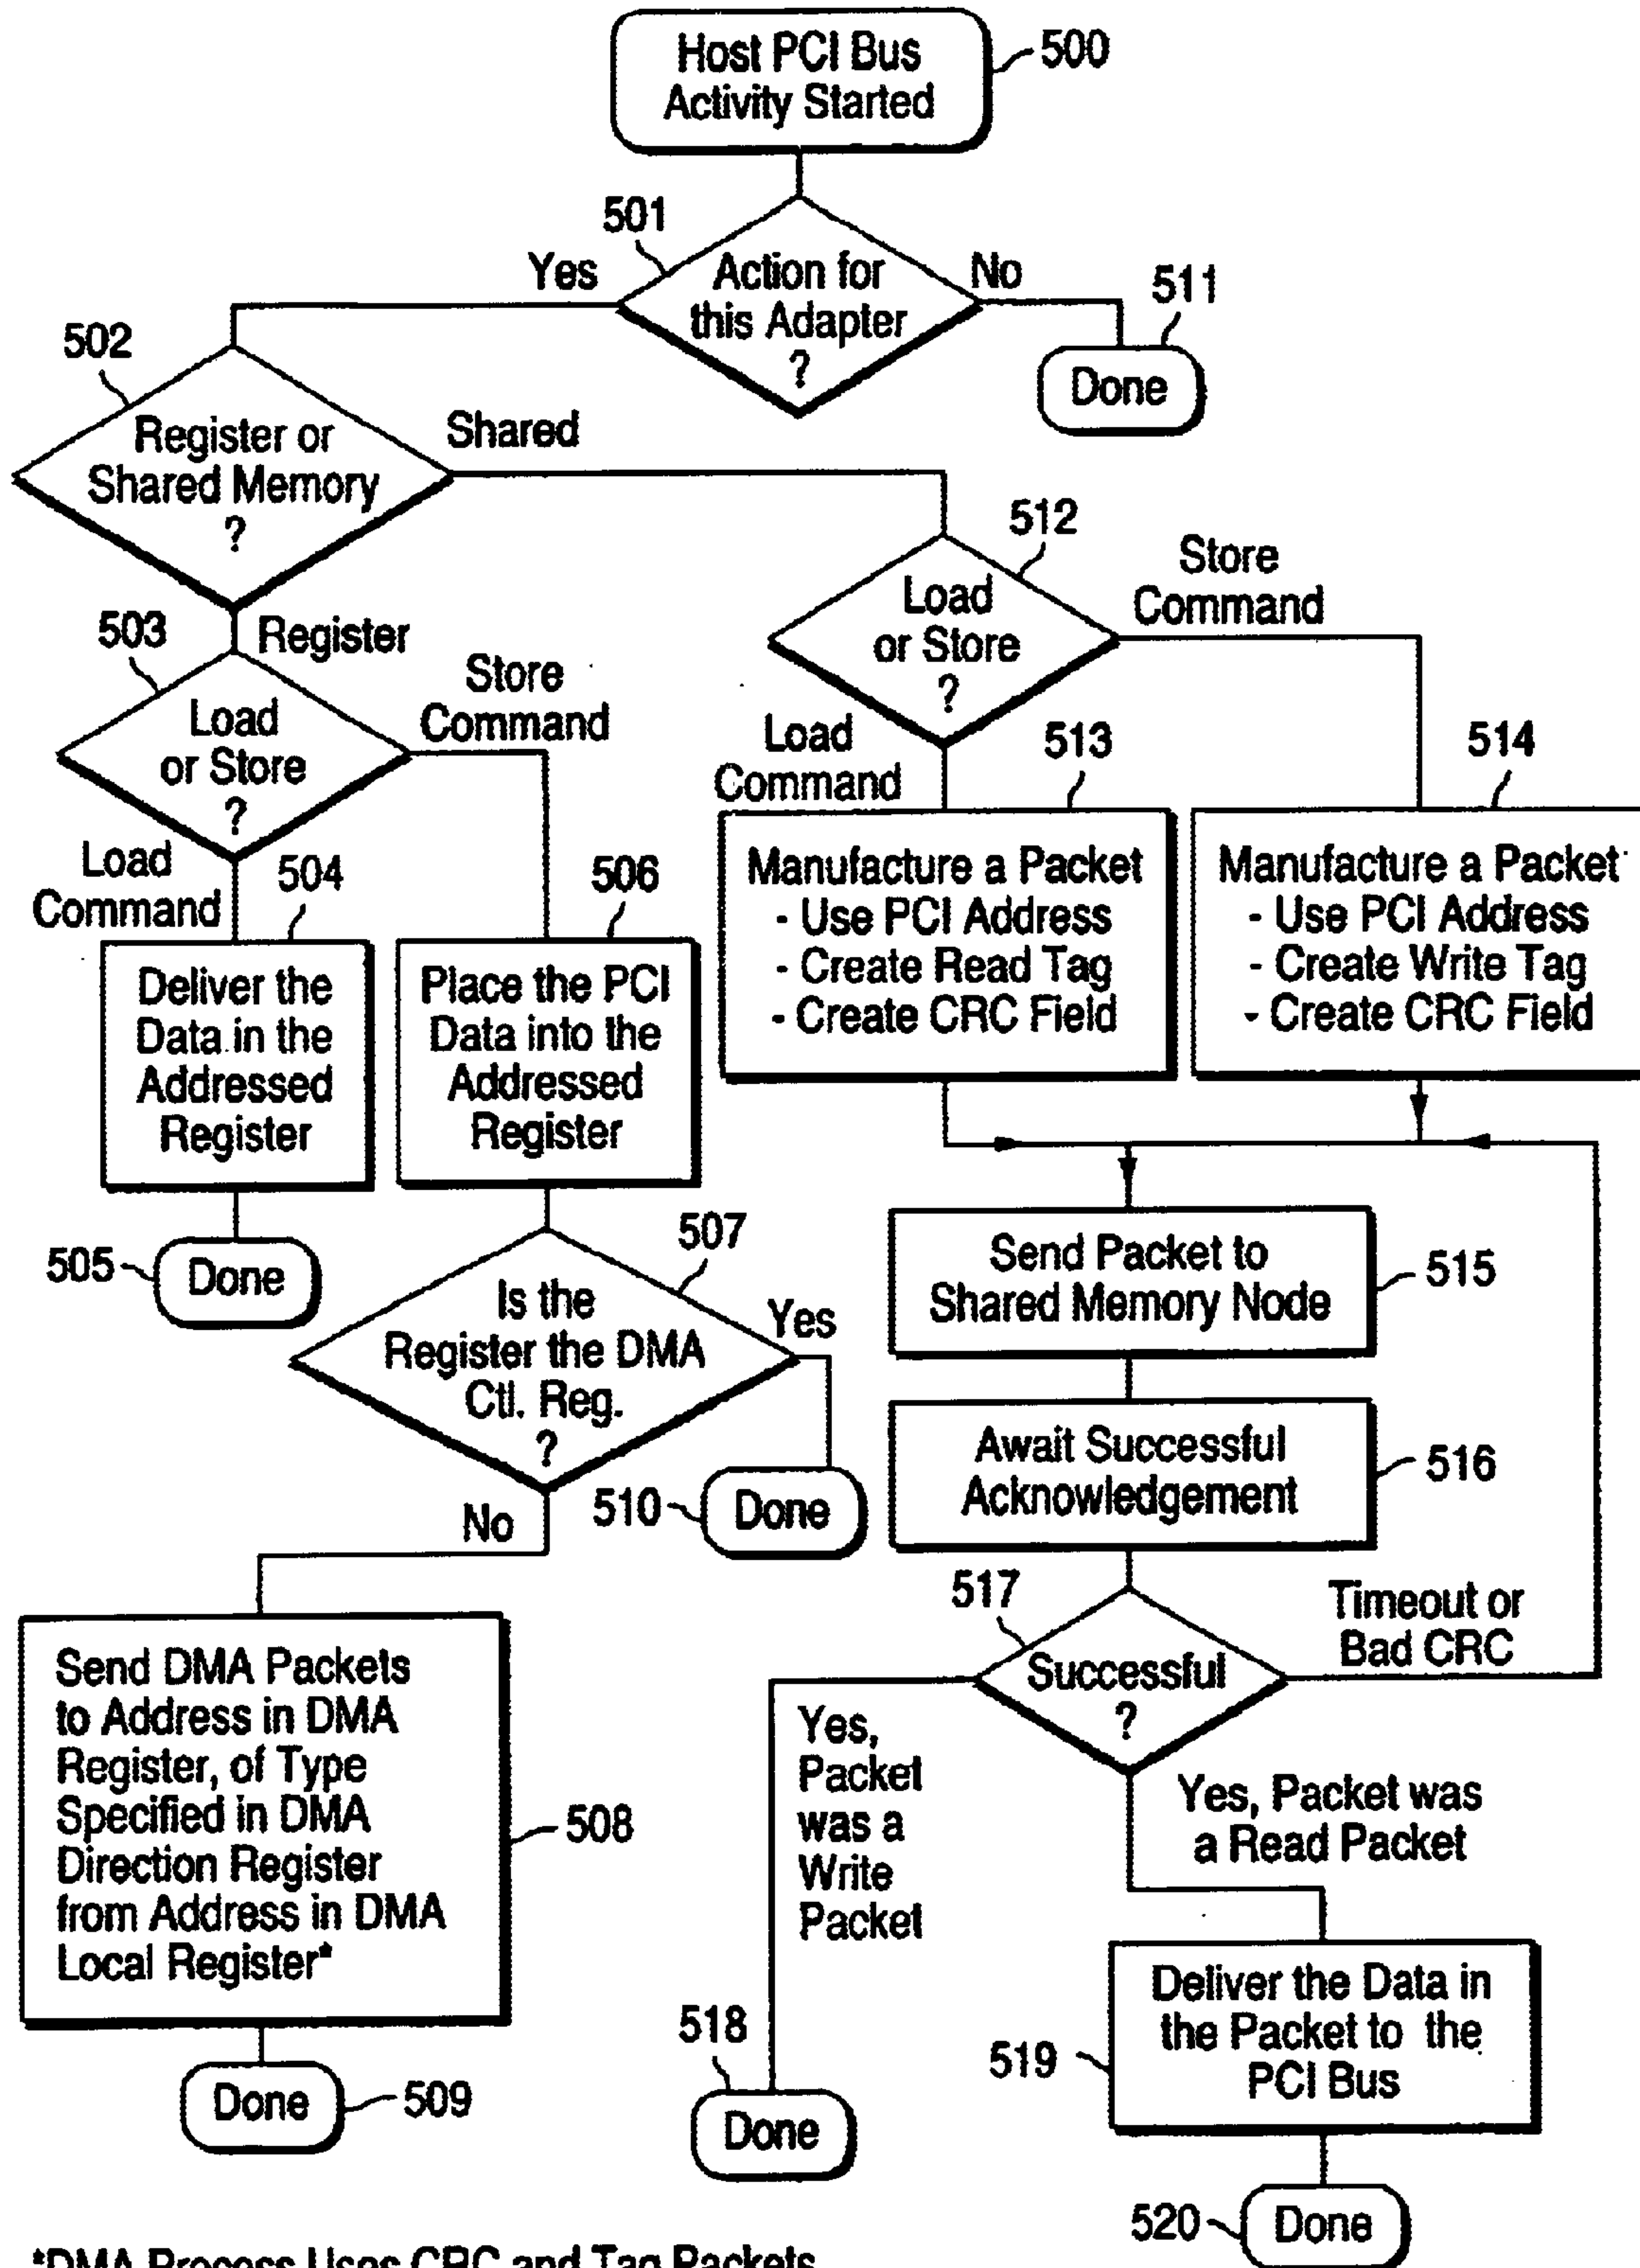 Host PCI Bus
Activity Started
500
501
Yes
Action for
this Adapter
?
No
511
Done
502
Register or
Shared Memory
?
Shared
512
Load
or Store
?
Store
Command
503
Register
Load
or Store
?
Store
Command
Load
Command
504
Deliver the
Data in the
Addressed
Register
505
Done
506
Place the PCI
Data into the
Addressed
Register
507
Is the
Register the DMA
Ctl. Reg.
?
Yes
510
Done
No
Send DMA Packets
to Address in DMA
Register, of Type
Specified in DMA
Direction Register
from Address in DMA
Local Register*
508
Done
509
Load
Command
513
Manufacture a Packet
- Use PCI Address
- Create Read Tag
- Create CRC Field
514
Manufacture a Packet
- Use PCI Address
- Create Write Tag
- Create CRC Field
Send Packet to
Shared Memory Node
515
Await Successful
Acknowledgement
516
517
Successful
?
Timeout or
Bad CRC
Yes,
Packet
was a
Write
Packet
Yes, Packet was
a Read Packet
518
Done
519
Deliver the Data in
the Packet to the
PCI Bus
520
Done
*DMA Process Uses CRC and Tag Packets